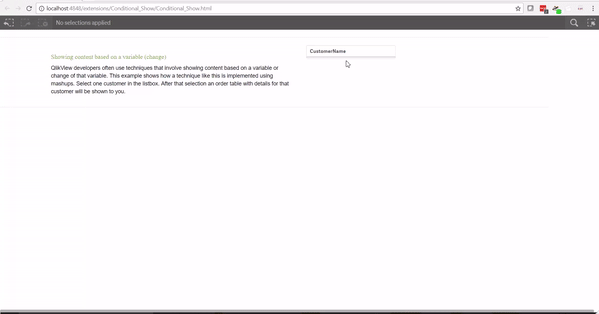 localhost:4848/extensions/Conditional_Show/Conditional_Show.html
No selections applied
Showing content based on a variable (change)
CustomerName
QlikView developers often use techniques that involve showing content based on a variable or
change of that variable. This example shows how a technique like this is implemented using
mashups. Select one customer in the listbox. After that selection an order table with details for that
customer will be shown to you.